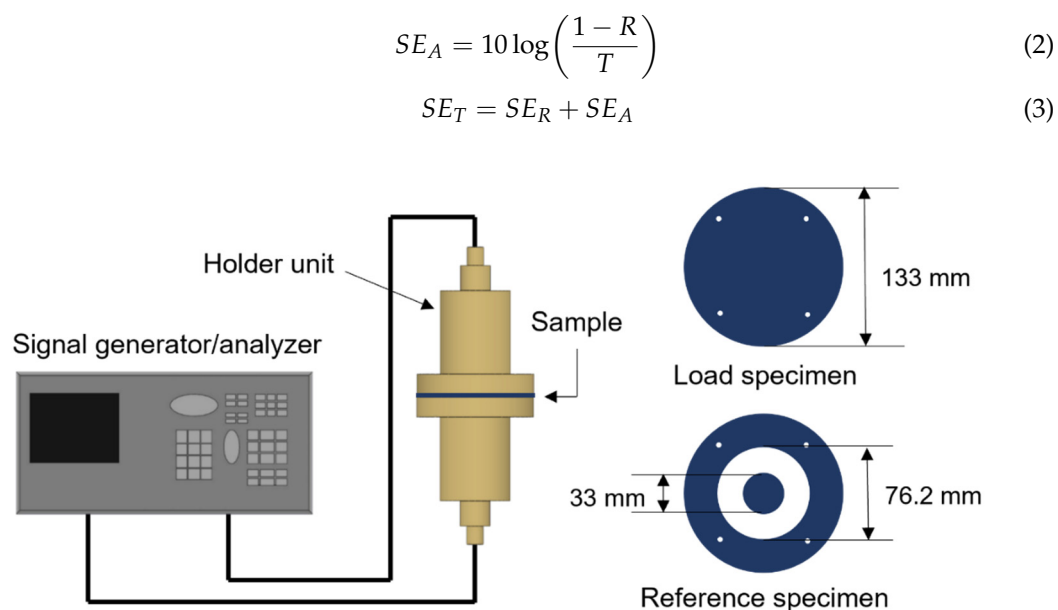 SE_A = 10 log((1 − R)/T) (2)
SE_T = SE_R + SE_A (3)
Holder unit
Sample
Signal generator/analyzer
133 mm
Load specimen
33 mm
76.2 mm
Reference specimen